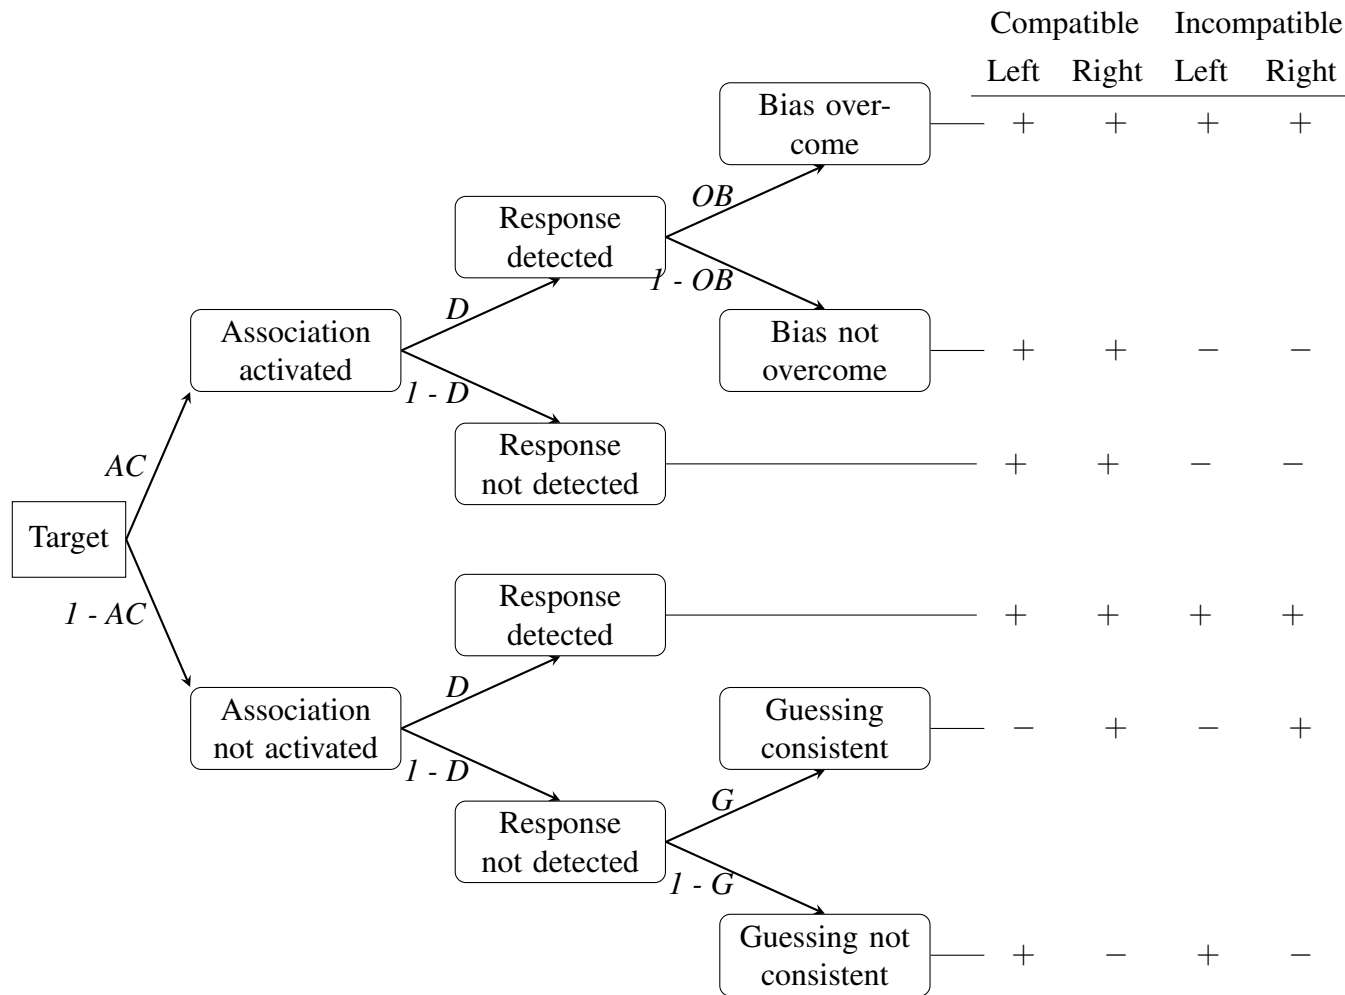 Compatible Incompatible
Left Right Left Right
Bias over-
come
+ + + +
OB
Response
detected
1 - OB
D
Association
activated
Bias not
overcome
+ + − −
1 - D
Response
not detected
+ + − −
AC
Target
1 - AC
Response
detected
+ + + +
D
Association
not activated
Guessing
consistent
− + − +
1 - D
G
Response
not detected
1 - G
Guessing not
consistent
+ − + −